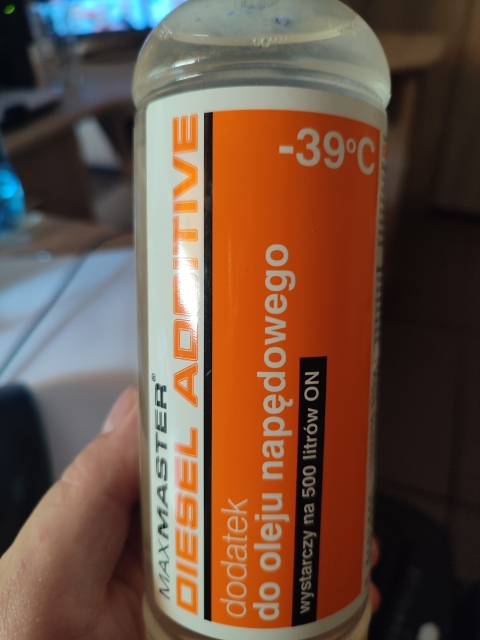 -39°C
MAXMASTER®
DIESEL ADDITIVE
dodatek
do oleju napędowego
wystarczy na 500 litrów ON